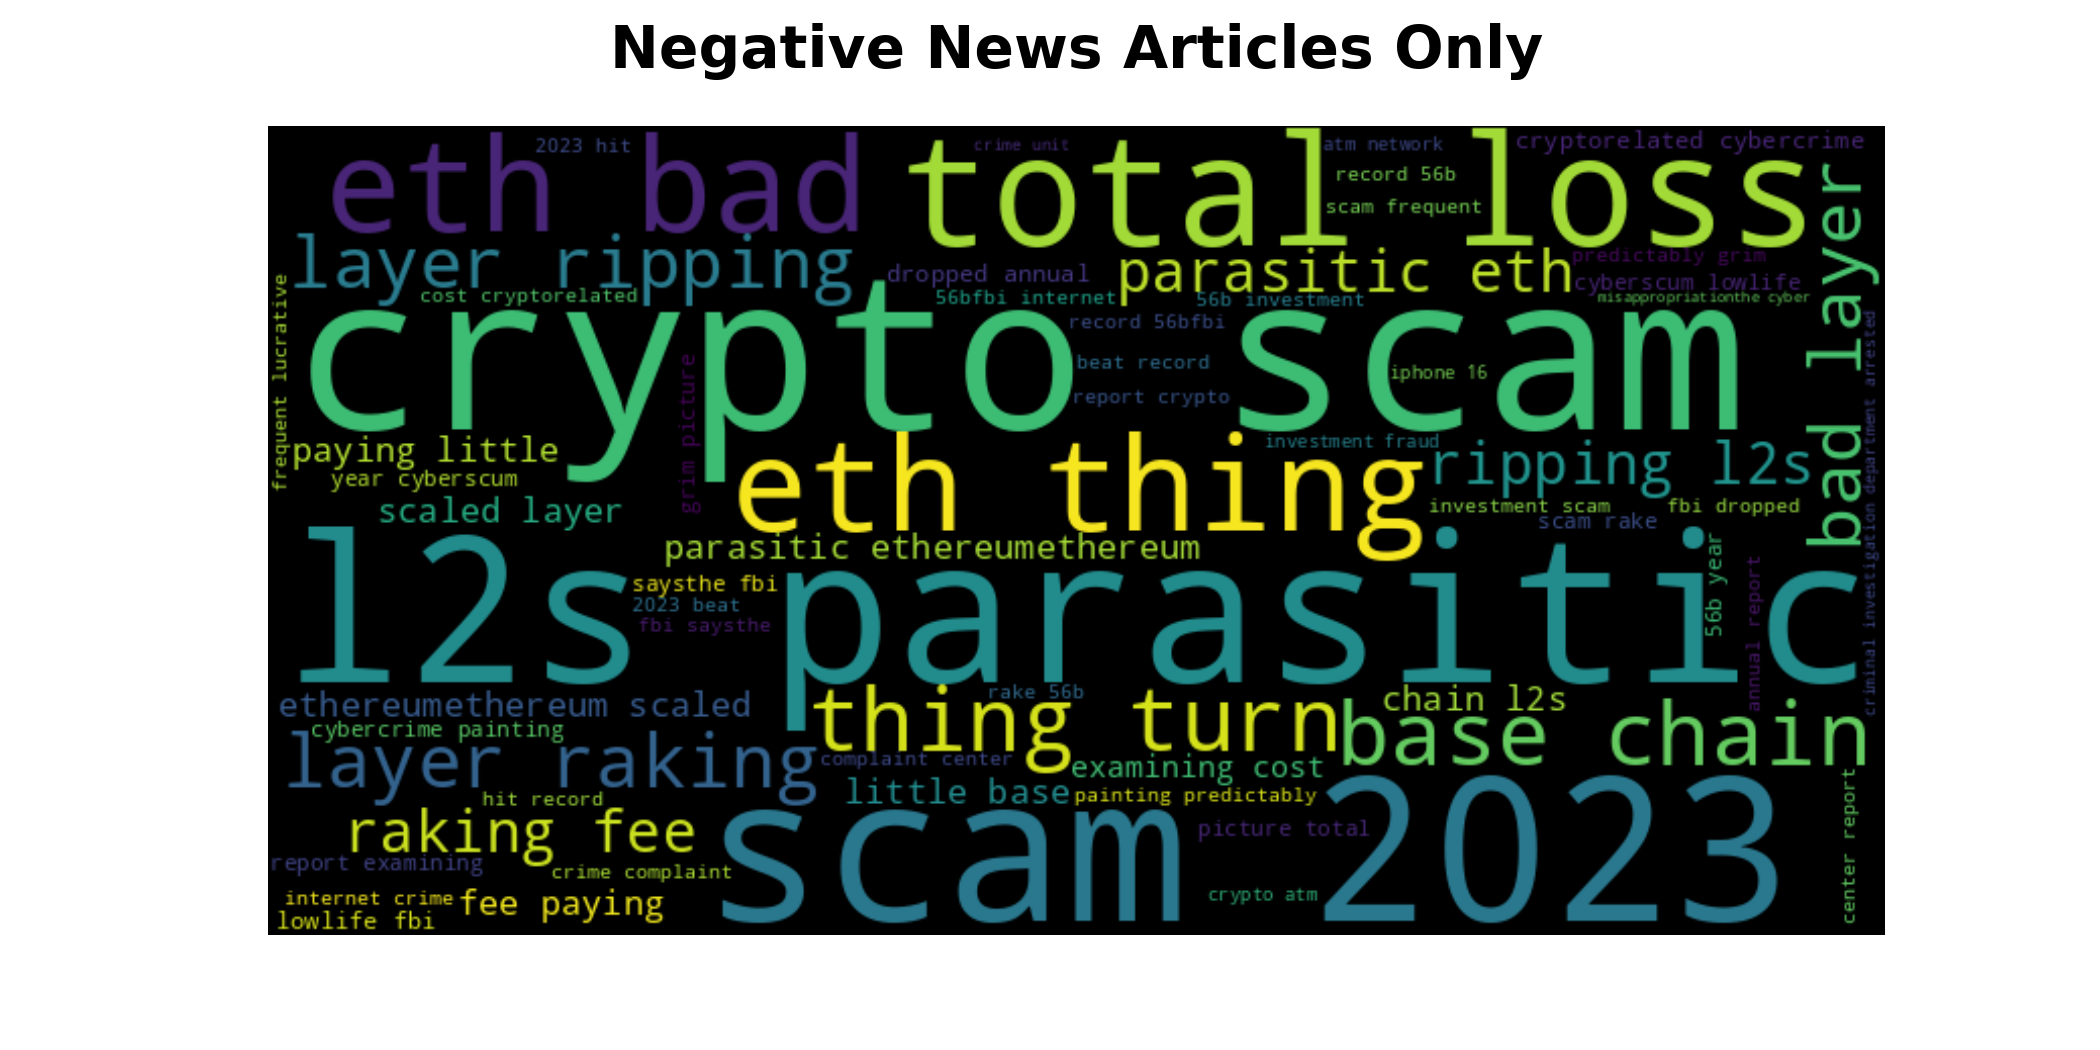 Negative News Articles Only
eth bad
2023 hit
total loss
crime unit
atm network
cryptorelated cybercrime
record 56b
scam frequent
bad layer
layer ripping
dropped annual
parasitic eth
predictably grim
cyberscum lowlife
cost cryptorelated
56bfbi internet
56b investment
misappropriationthe cyber
frequent lucrative
crypto scam
record 56bfbi
beat record
report crypto
iphone 16
criminal investigation department arrested
grim picture
paying little
year cyberscum
eth thing
investment fraud
ripping l2s
scaled layer
investment scam
fbi dropped
scam rake
parasitic ethereumethereum
l2s parasitic
saysthe fbi
2023 beat
fbi saysthe
56b year
annual report
ethereumethereum scaled
rake 56b
chain l2s
cybercrime painting
thing turn
base chain
layer raking
complaint center
examining cost
little base
painting predictably
hit record
raking fee
scam 2023
picture total
report examining
crime complaint
center report
internet crime
fee paying
crypto atm
lowlife fbi